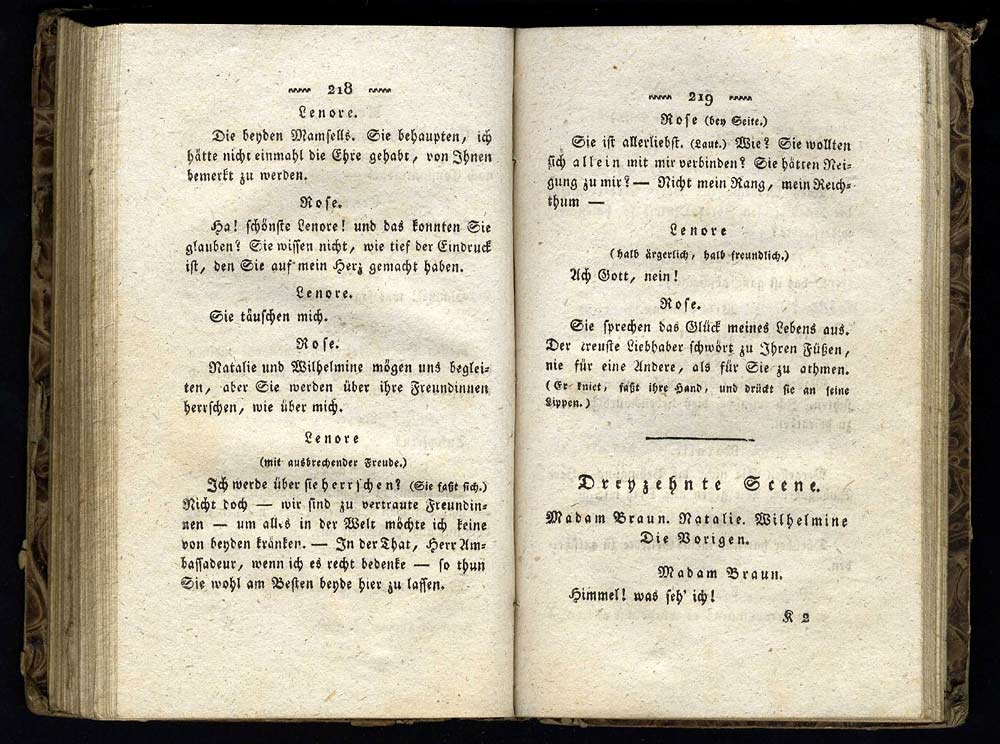 218
Lenore.
Die beyden Mamsells. Sie behaupten, ich
hätte nicht einmahl die Ehre gehabt, von Ihnen
bemerkt zu werden.
Rose.
Ha! schönste Lenore! und das konnten Sie
glauben? Sie wissen nicht, wie tief der Eindruck
ist, den Sie auf mein Herz gemacht haben.
Lenore.
Sie täuschen mich.
Rose.
Natalie und Wilhelmine mögen uns beglei-
ten, aber Sie werden über ihre Freundinnen
herrschen, wie über mich.
Lenore
(mit ausbrechender Freude.)
Ich werde über sie herrschen? (Sie faßt sich.)
Nicht doch — wir sind zu vertraute Freundin-
nen — um alles in der Welt möchte ich keine
von beyden kränken. — In der That, Herr Am-
bassadeur, wenn ich es recht bedenke — so thun
Sie wohl am Besten beyde hier zu lassen.
219
Rose (bey Seite.)
Sie ist allerliebst. (Laut.) Wie? Sie wollten
sich allein mit mir verbinden? Sie hätten Nei-
gung zu mir? — Nicht mein Rang, mein Reich-
thum —
Lenore
(halb ärgerlich, halb freundlich.)
Ach Gott, nein!
Rose.
Sie sprechen das Glück meines Lebens aus.
Der treuste Liebhaber schwört zu Ihren Füßen,
nie für eine Andere, als für Sie zu athmen.
(Er kniet, faßt ihre Hand, und drückt sie an seine
Lippen.)
Dreyzehnte Scene.
Madam Braun. Natalie. Wilhelmine
Die Vorigen.
Madam Braun.
Himmel! was seh' ich!
K 2